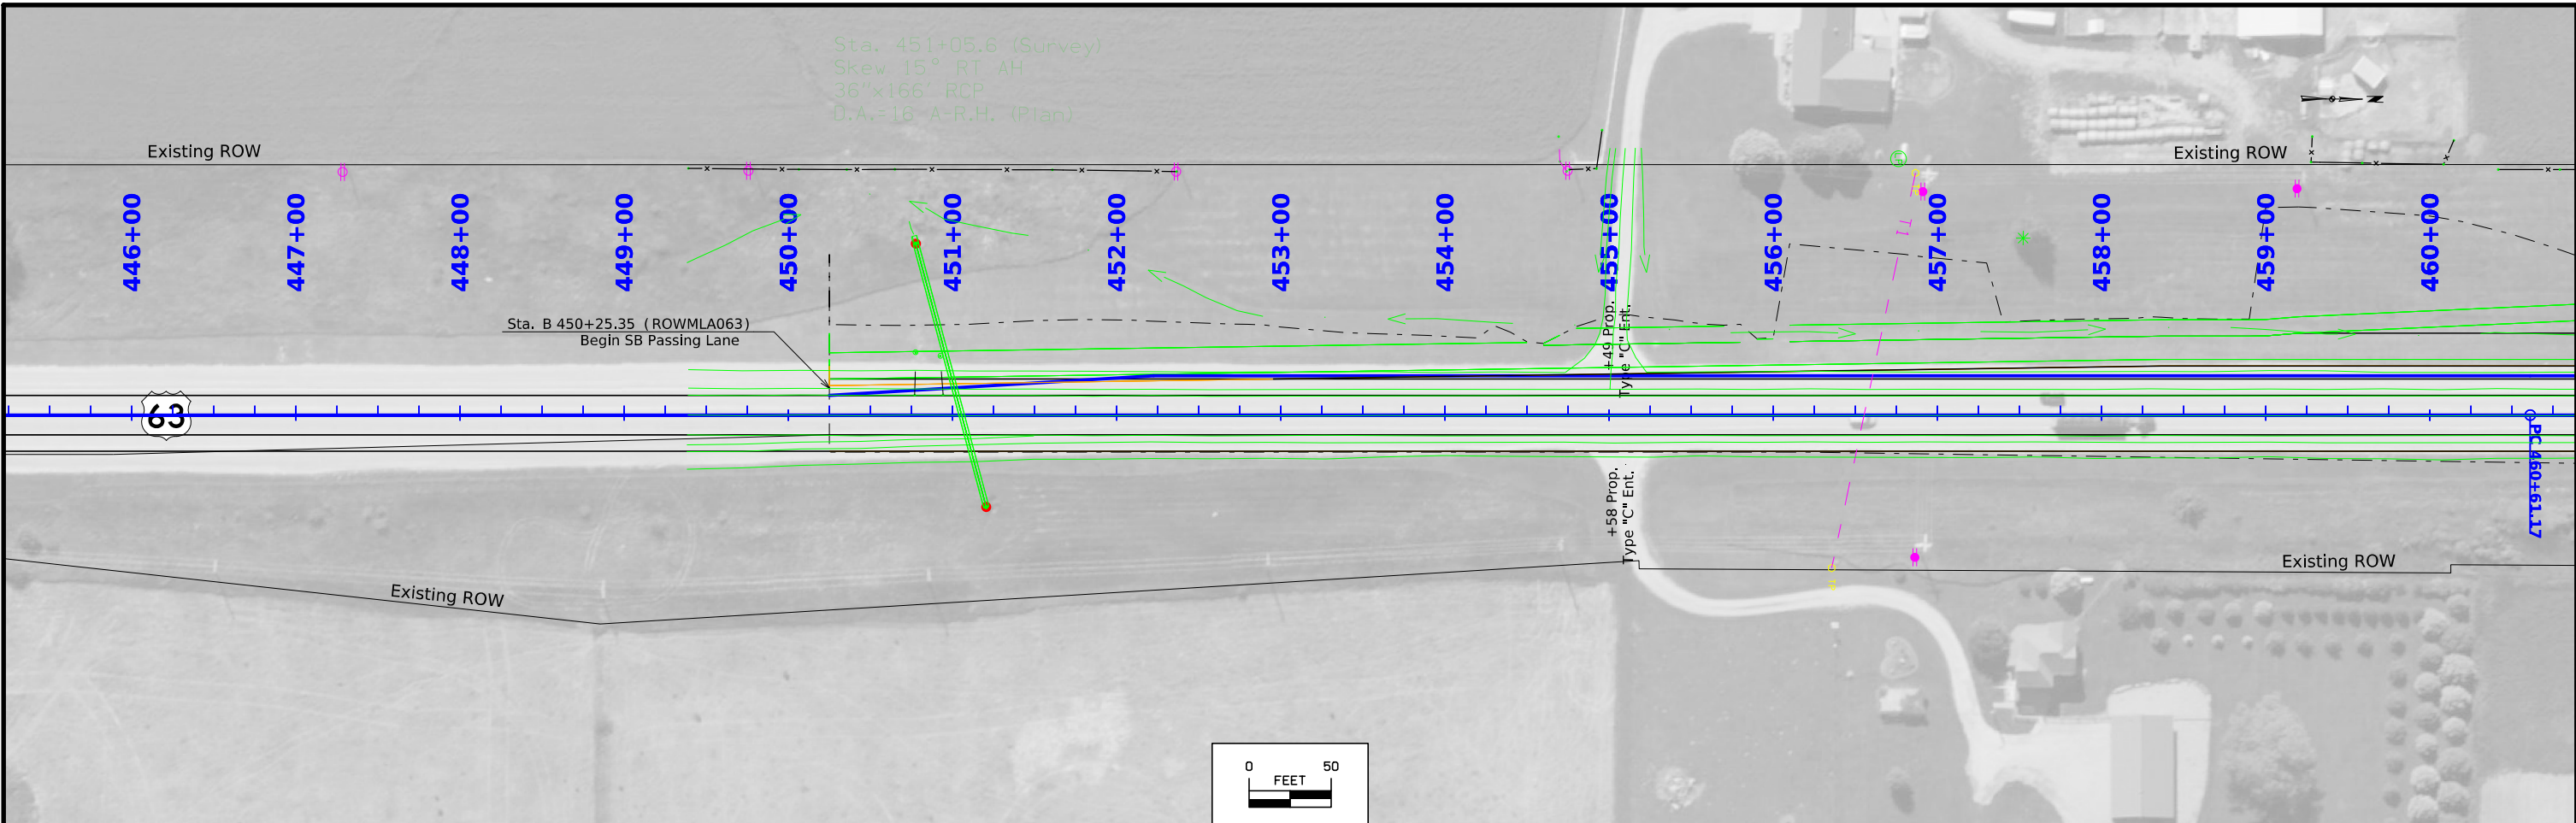 Sta. 451+05.6 (Survey)
Skew 15° RT AH
36"x166' RCP
D.A.=16 A-R.H. (Plan)
Existing ROW
Existing ROW
N
446+00
447+00
448+00
449+00
450+00
451+00
452+00
453+00
454+00
455+00
456+00
457+00
458+00
459+00
460+00
Sta. B 450+25.35 (ROWMLA063)
Begin SB Passing Lane
+49 Prop.
Type "C" Ent.
63
PC 460+61.17
+58 Prop.
Type "C" Ent.
Existing ROW
Existing ROW
0 50
FEET